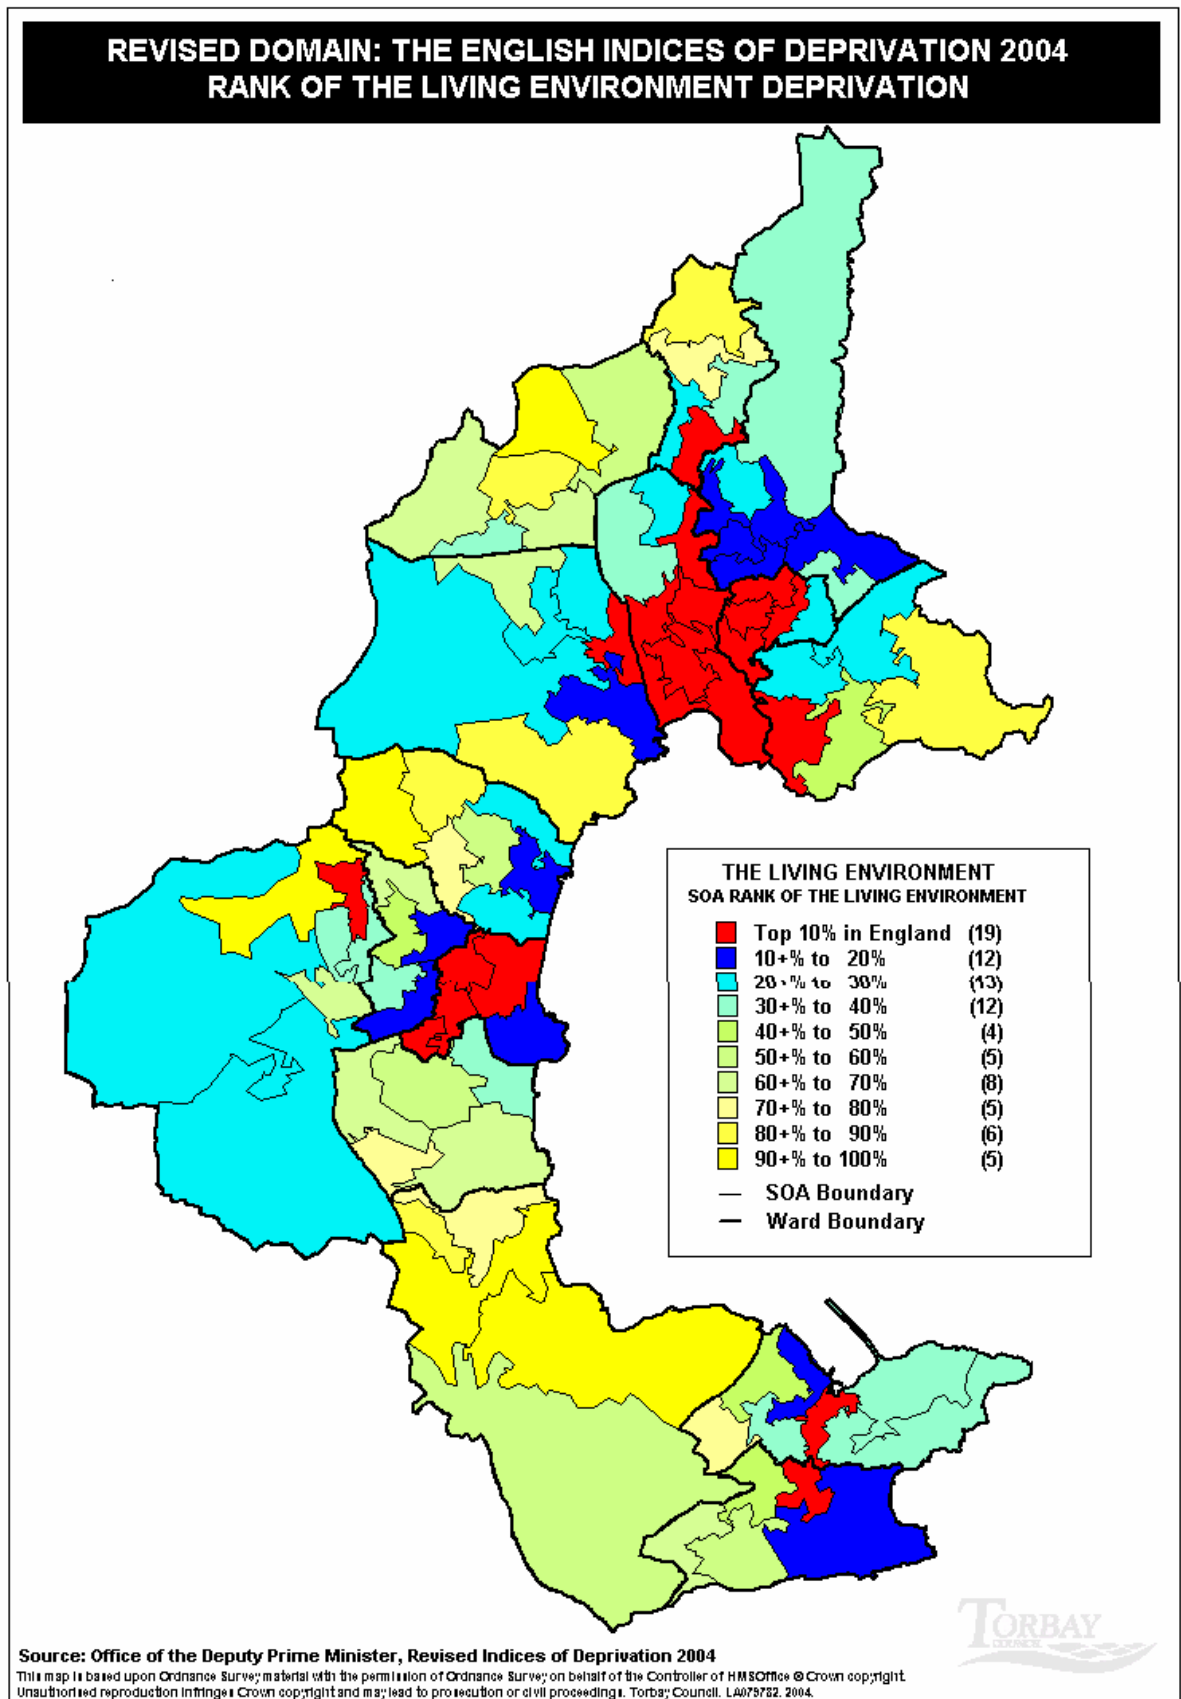 REVISED DOMAIN: THE ENGLISH INDICES OF DEPRIVATION 2004
RANK OF THE LIVING ENVIRONMENT DEPRIVATION
THE LIVING ENVIRONMENT
SOA RANK OF THE LIVING ENVIRONMENT
Top 10% in England (19)
10+% to 20% (12)
20+% to 30% (13)
30+% to 40% (12)
40+% to 50% (4)
50+% to 60% (5)
60+% to 70% (8)
70+% to 80% (5)
80+% to 90% (6)
90+% to 100% (5)
SOA Boundary
Ward Boundary
TORBAY
COUNCIL
Source: Office of the Deputy Prime Minister, Revised Indices of Deprivation 2004
This map is based upon Ordnance Survey material with the permission of Ordnance Survey on behalf of the Controller of HMSOffice © Crown copyright.
Unauthorised reproduction infringes Crown copyright and may lead to prosecution or civil proceedings. Torbay Council. LA079782. 2004.